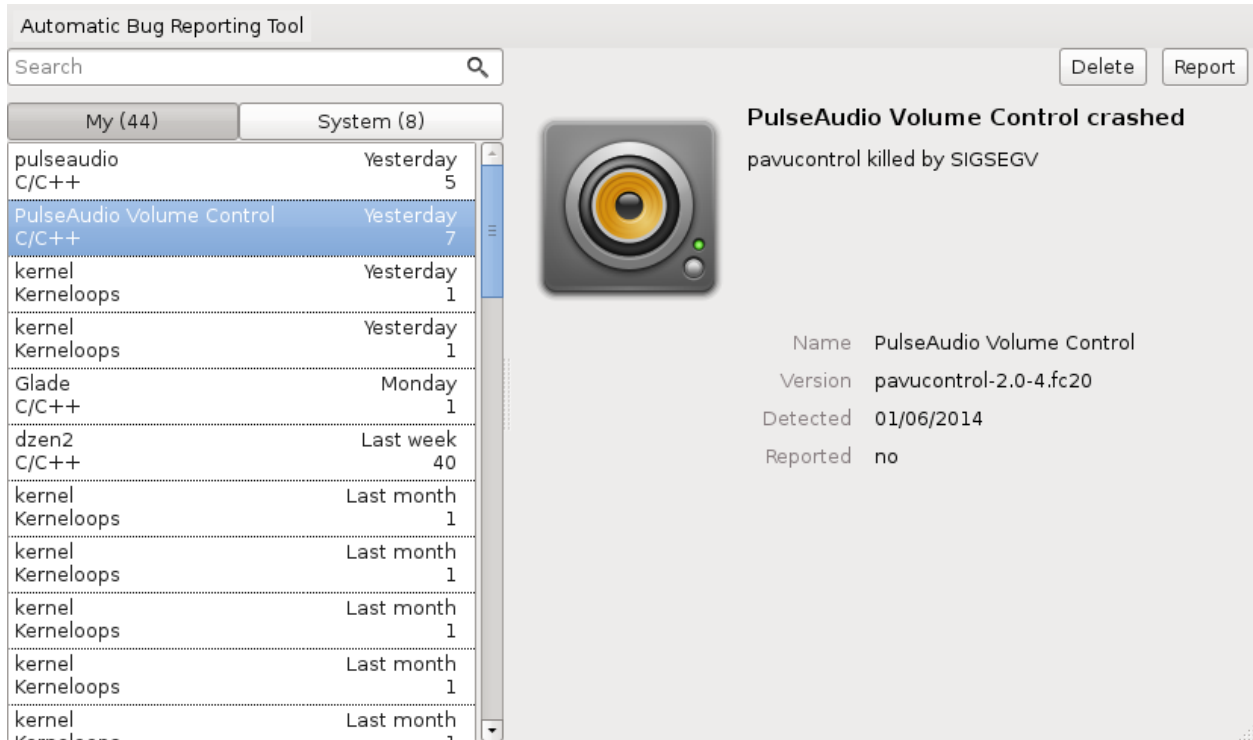 Automatic Bug Reporting Tool
Search
Delete Report
My (44) System (8)
pulseaudio Yesterday
C/C++ 5
PulseAudio Volume Control Yesterday
C/C++ 7
kernel Yesterday
Kerneloops 1
kernel Yesterday
Kerneloops 1
Glade Monday
C/C++ 1
dzen2 Last week
C/C++ 40
kernel Last month
Kerneloops 1
kernel Last month
Kerneloops 1
kernel Last month
Kerneloops 1
kernel Last month
Kerneloops 1
kernel Last month
PulseAudio Volume Control crashed
pavucontrol killed by SIGSEGV
Name PulseAudio Volume Control
Version pavucontrol-2.0-4.fc20
Detected 01/06/2014
Reported no